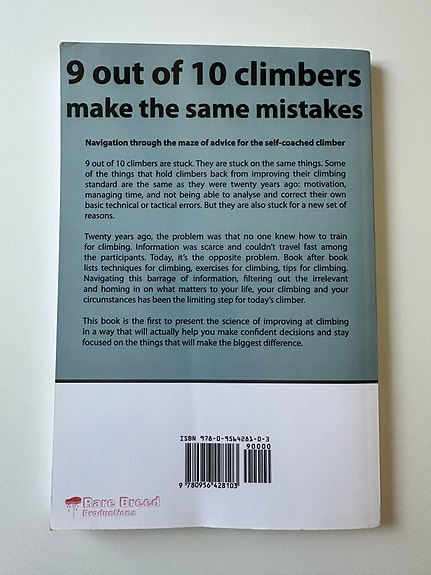 9 out of 10 climbers
make the same mistakes
Navigation through the maze of advice for the self-coached climber
9 out of 10 climbers are stuck. They are stuck on the same things. Some
of the things that hold climbers back from improving their climbing
standard are the same as they were twenty years ago: motivation,
managing time, and not being able to analyse and correct their own
basic technical or tactical errors. But they are also stuck for a new set of
reasons.
Twenty years ago, the problem was that no one knew how to train
for climbing. Information was scarce and couldn't travel fast among
the participants. Today, it's the opposite problem. Book after book
lists techniques for climbing, exercises for climbing, tips for climbing.
Navigating this barrage of information, filtering out the irrelevant
and homing in on what matters to your life, your climbing and your
circumstances has been the limiting step for today's climber.
This book is the first to present the science of improving at climbing
in a way that will actually help you make confident decisions and stay
focused on the things that will make the biggest difference.
ISBN 978-0-9564281-0-3
90000
9 780956 428103
Rare Breed
Productions